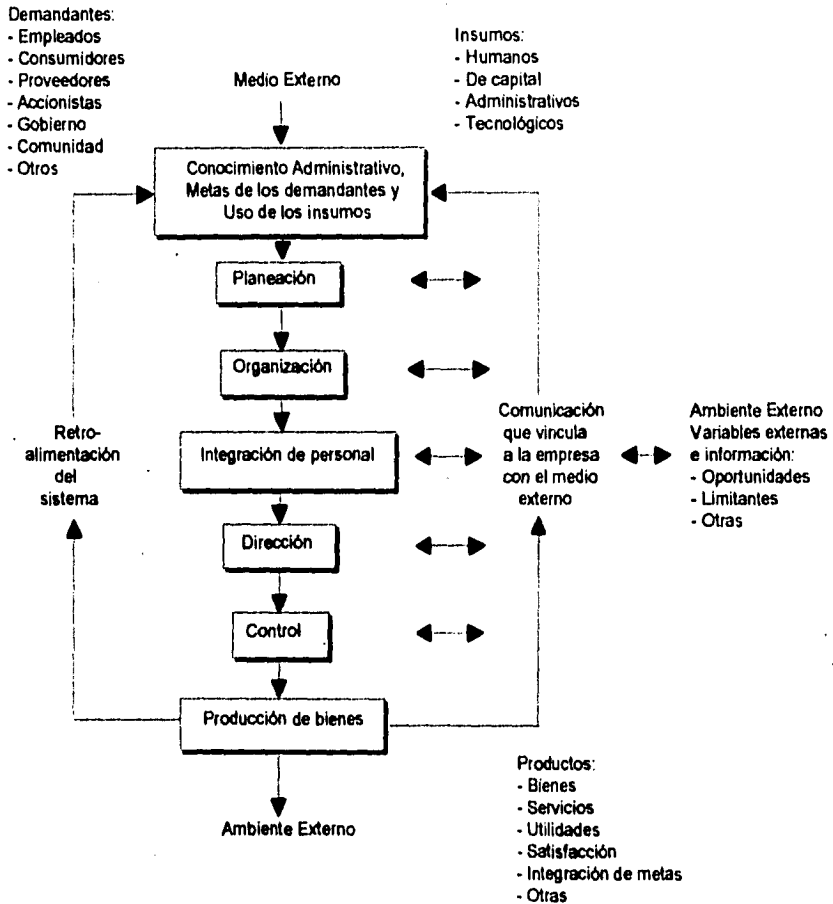 Demandantes:
- Empleados
- Consumidores
- Proveedores
- Accionistas
- Gobierno
- Comunidad
- Otros
Medio Externo
Insumos:
- Humanos
- De capital
- Administrativos
- Tecnológicos
Conocimiento Administrativo,
Metas de los demandantes y
Uso de los insumos
Planeación
Organización
Integración de personal
Dirección
Control
Producción de bienes
Ambiente Externo
Retro-
alimentación
del
sistema
Comunicación
que vincula
a la empresa
con el medio
externo
Ambiente Externo
Variables externas
e información:
- Oportunidades
- Limitantes
- Otras
Productos:
- Bienes
- Servicios
- Utilidades
- Satisfacción
- Integración de metas
- Otras